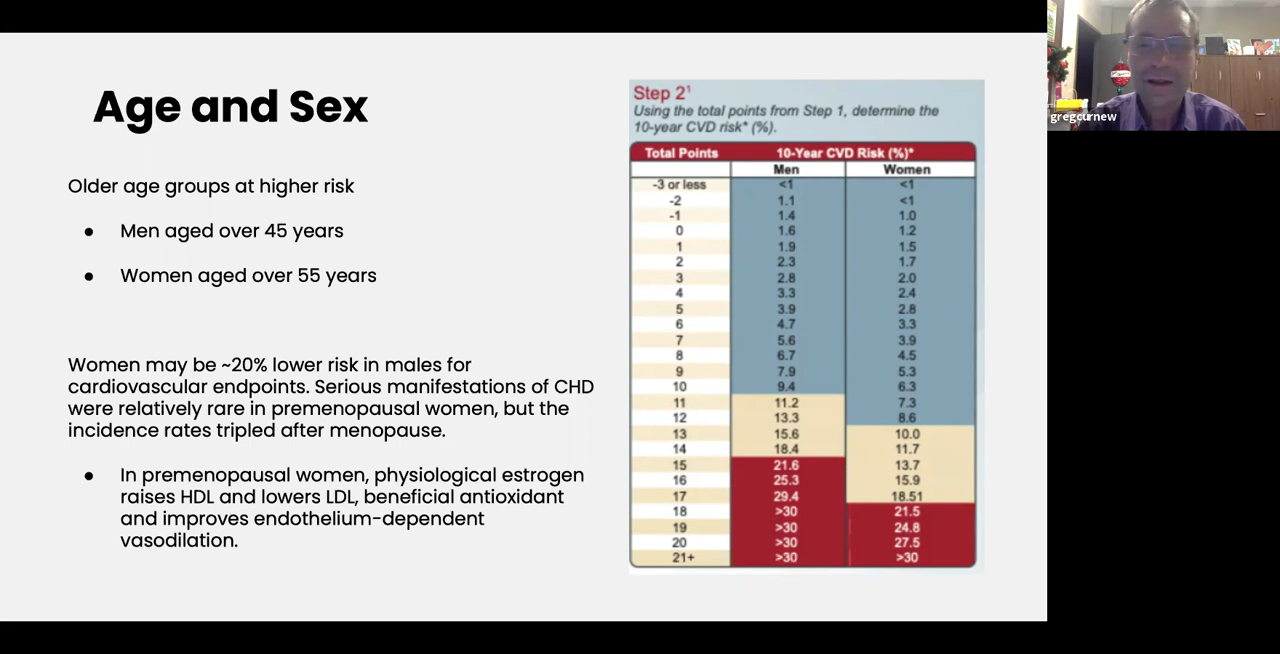 Age and Sex
Older age groups at higher risk
● Men aged over 45 years
● Women aged over 55 years
Women may be ~20% lower risk in males for
cardiovascular endpoints. Serious manifestations of CHD
were relatively rare in premenopausal women, but the
incidence rates tripled after menopause.
● In premenopausal women, physiological estrogen
raises HDL and lowers LDL, beneficial antioxidant
and improves endothelium-dependent
vasodilation.
Step 2¹
Using the total points from Step 1, determine the
10-year CVD risk* (%).
Total Points 10-Year CVD Risk (%)*
Men Women
-3 or less <1 <1
-2 1.1 <1
-1 1.4 1.0
0 1.6 1.2
1 1.9 1.5
2 2.3 1.7
3 2.8 2.0
4 3.3 2.4
5 3.9 2.8
6 4.7 3.3
7 5.6 3.9
8 6.7 4.5
9 7.9 5.3
10 9.4 6.3
11 11.2 7.3
12 13.3 8.6
13 15.6 10.0
14 18.4 11.7
15 21.6 13.7
16 25.3 15.9
17 29.4 18.51
18 >30 21.5
19 >30 24.8
20 >30 27.5
21+ >30 >30
gregcurnew